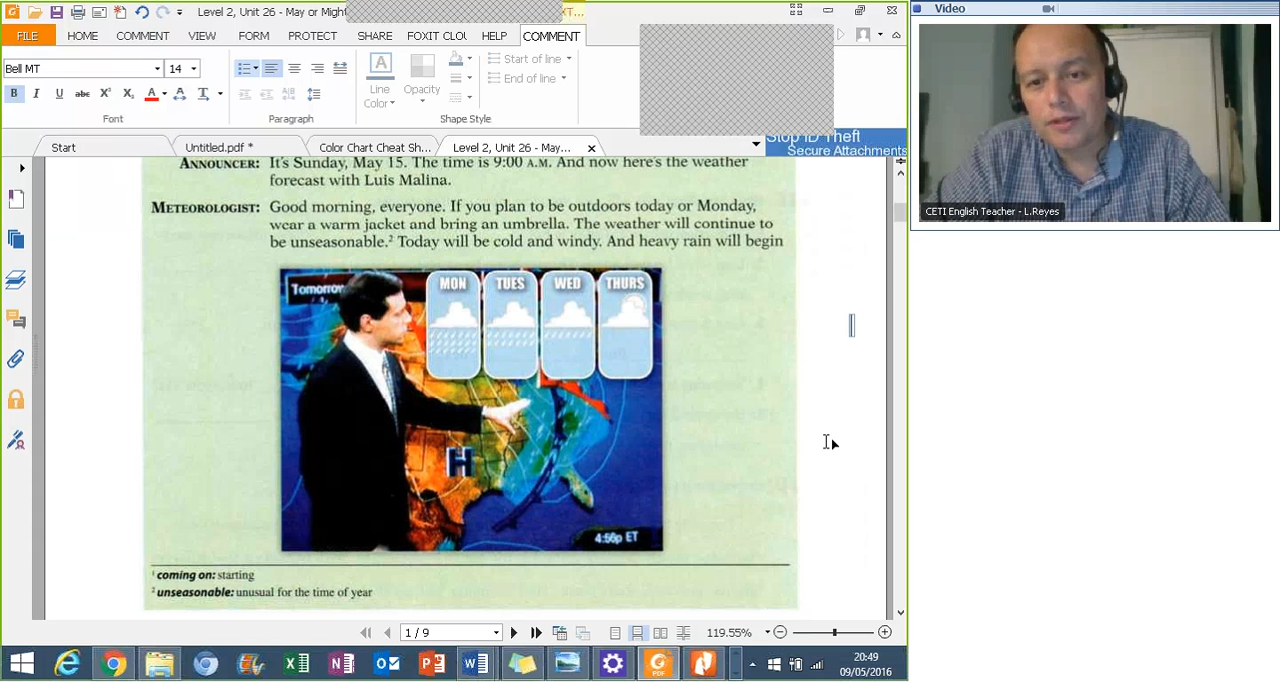 Level 2, Unit 26 - May or Might
Video
FILE HOME COMMENT VIEW FORM PROTECT SHARE FOXIT CLOU HELP COMMENT
Bell MT 14 Start of line
End of line
Line Color Opacity
Font Paragraph Shape Style
Start Untitled.pdf * Color Chart Cheat Sh... Level 2, Unit 26 - May...
Stop ID Theft
Secure Attachments
ANNOUNCER: It's Sunday, May 15. The time is 9:00 A.M. And now here's the weather
forecast with Luis Malina.
METEOROLOGIST: Good morning, everyone. If you plan to be outdoors today or Monday,
wear a warm jacket and bring an umbrella. The weather will continue to
be unseasonable.² Today will be cold and windy. And heavy rain will begin
CETI English Teacher - L.Reyes
Tomorrow
MON TUES WED THURS
H
4:56p ET
¹ coming on: starting
² unseasonable: unusual for the time of year
1 / 9 119.55%
20:49
09/05/2016